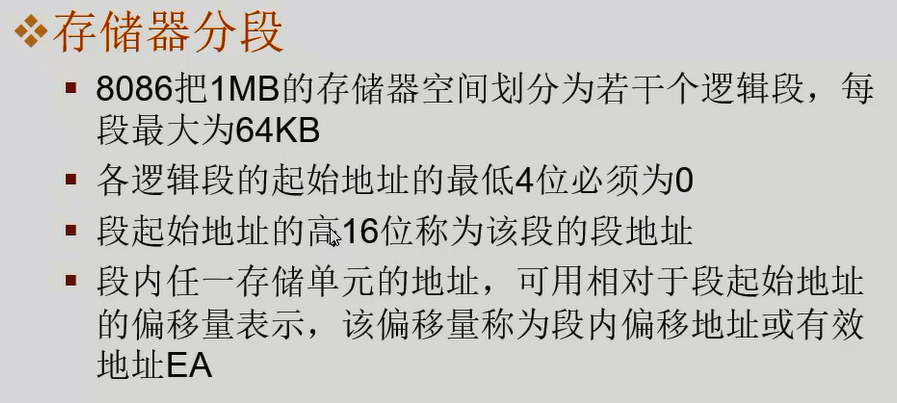 存储器分段
8086把1MB的存储器空间划分为若干个逻辑段，每
段最大为64KB
各逻辑段的起始地址的最低4位必须为0
段起始地址的高16位称为该段的段地址
段内任一存储单元的地址，可用相对于段起始地址
的偏移量表示，该偏移量称为段内偏移地址或有效
地址EA